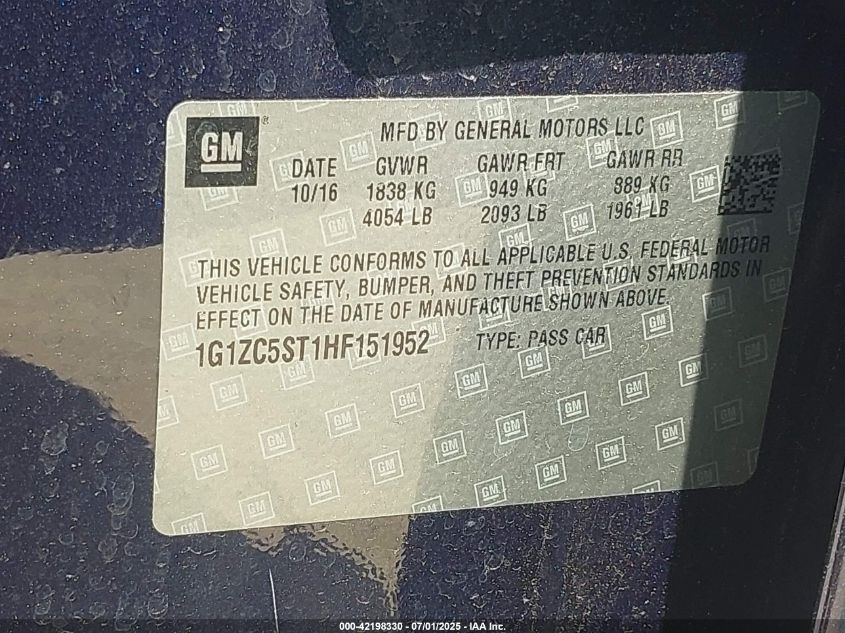 GM ®
MFD BY GENERAL MOTORS LLC
DATE GVWR GAWR FRT GAWR RR
10/16 1838 KG 949 KG 889 KG
4054 LB 2093 LB 1961 LB
THIS VEHICLE CONFORMS TO ALL APPLICABLE U.S. FEDERAL MOTOR
VEHICLE SAFETY, BUMPER, AND THEFT PREVENTION STANDARDS IN
EFFECT ON THE DATE OF MANUFACTURE SHOWN ABOVE.
1G1ZC5ST1HF151952 TYPE: PASS CAR
000-42198330 - 07/01/2025 - IAA Inc.